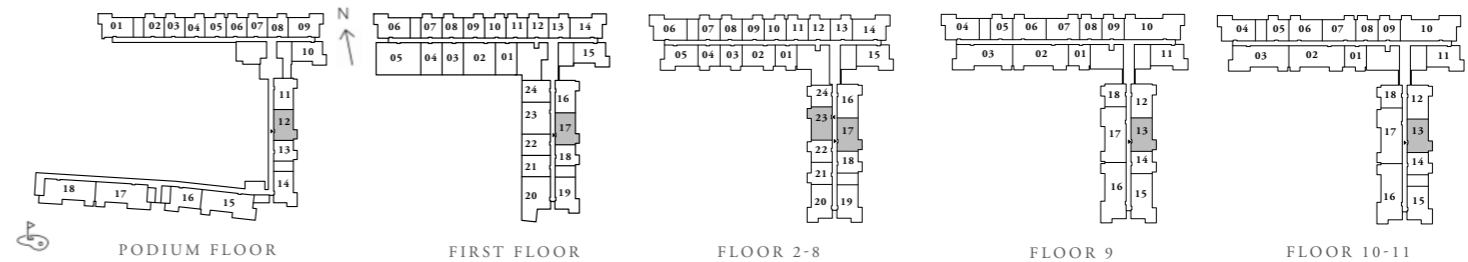 01 02 03 04 05 06 07 08 09
10
11
12
13
14
18 17 16 15
PODIUM FLOOR
N
06 07 08 09 10 11 12 13 14
05 04 03 02 01 15
24 16
23 17
22 18
21
20 19
FIRST FLOOR
06 07 08 09 10 11 12 13 14
05 04 03 02 01 15
24 16
23 17
22 18
21
20 19
FLOOR 2-8
04 05 06 07 08 09 10
03 02 01 11
18 12
17 13
14
16 15
FLOOR 9
04 05 06 07 08 09 10
03 02 01 11
18 12
17 13
14
16 15
FLOOR 10-11